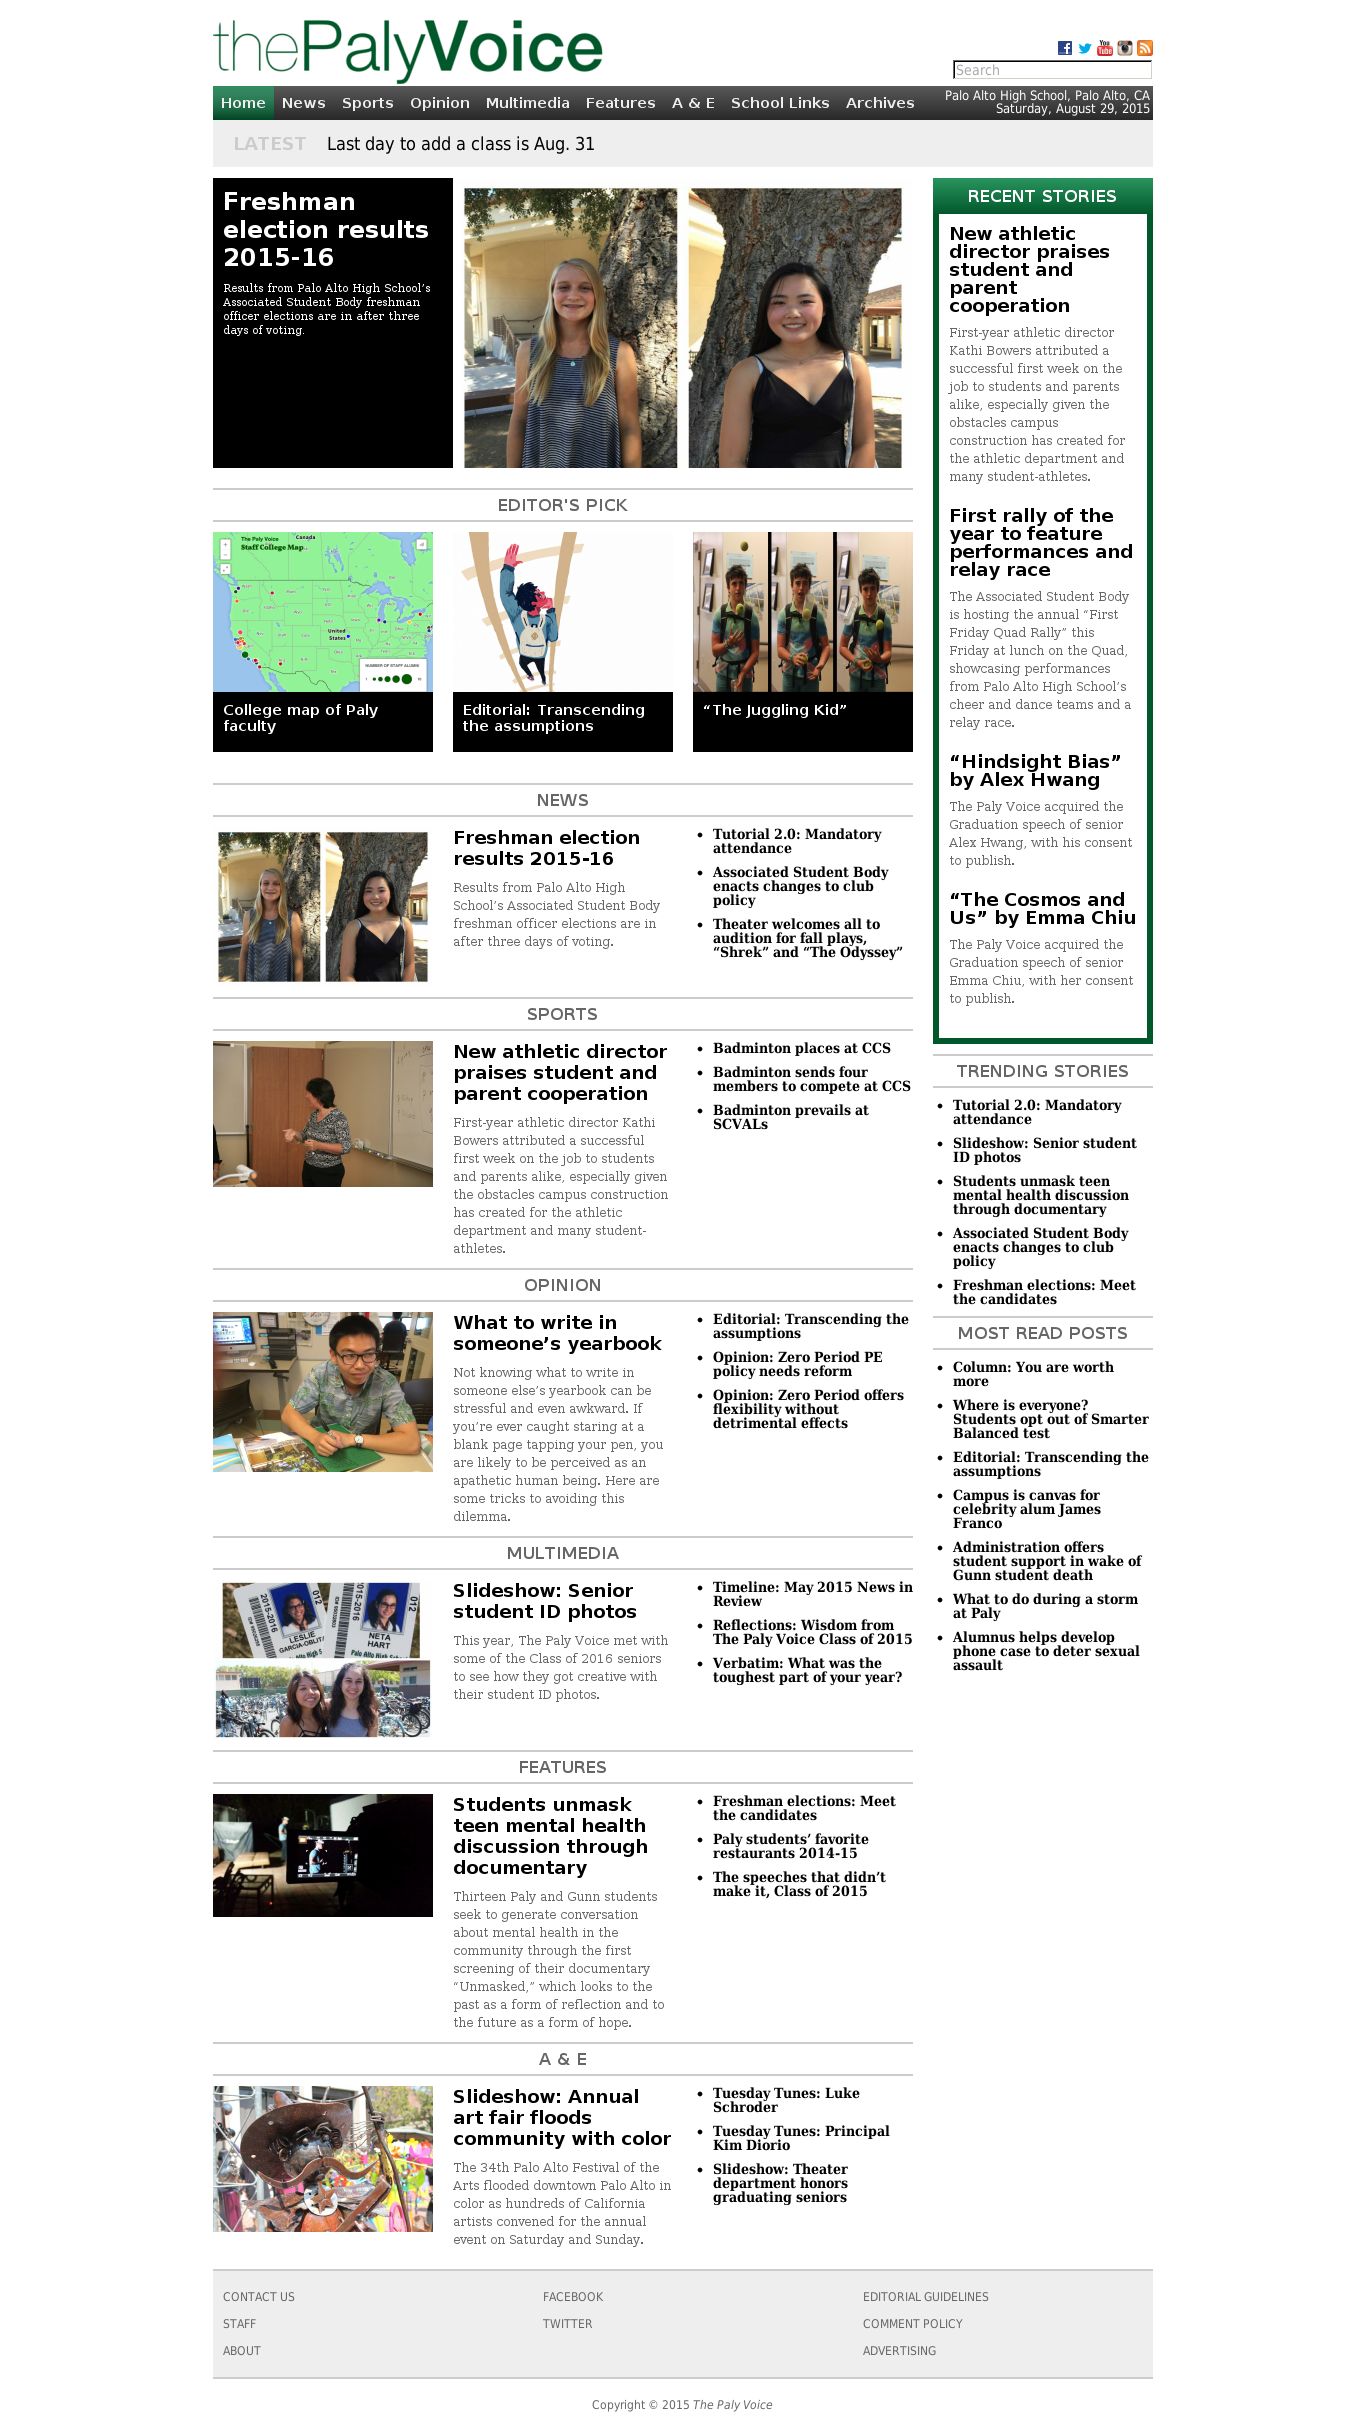 thePalyVoice
Search
Home News Sports Opinion Multimedia Features A & E School Links Archives
Palo Alto High School, Palo Alto, CA
Saturday, August 29, 2015
LATEST Last day to add a class is Aug. 31
Freshman
election results
2015-16
Results from Palo Alto High School’s
Associated Student Body freshman
officer elections are in after three
days of voting.
EDITOR'S PICK
The Paly Voice
Staff College Map
Canada
United
States
NUMBER OF STAFF ALUMNI
College map of Paly
faculty
Editorial: Transcending
the assumptions
“The Juggling Kid”
NEWS
Freshman election
results 2015-16
Results from Palo Alto High
School’s Associated Student Body
freshman officer elections are in
after three days of voting.
Tutorial 2.0: Mandatory
attendance
Associated Student Body
enacts changes to club
policy
Theater welcomes all to
audition for fall plays,
“Shrek” and “The Odyssey”
SPORTS
New athletic director
praises student and
parent cooperation
First-year athletic director Kathi
Bowers attributed a successful
first week on the job to students
and parents alike, especially given
the obstacles campus construction
has created for the athletic
department and many student-
athletes.
Badminton places at CCS
Badminton sends four
members to compete at CCS
Badminton prevails at
SCVALs
OPINION
What to write in
someone’s yearbook
Not knowing what to write in
someone else’s yearbook can be
stressful and even awkward. If
you’re ever caught staring at a
blank page tapping your pen, you
are likely to be perceived as an
apathetic human being. Here are
some tricks to avoiding this
dilemma.
Editorial: Transcending the
assumptions
Opinion: Zero Period PE
policy needs reform
Opinion: Zero Period offers
flexibility without
detrimental effects
MULTIMEDIA
2015-2016
012
LESLIE
GARCIA-OBLITA
2015-2016
NETA
HART
012
Palo Alto High S
Slideshow: Senior
student ID photos
This year, The Paly Voice met with
some of the Class of 2016 seniors
to see how they got creative with
their student ID photos.
Timeline: May 2015 News in
Review
Reflections: Wisdom from
The Paly Voice Class of 2015
Verbatim: What was the
toughest part of your year?
FEATURES
Students unmask
teen mental health
discussion through
documentary
Thirteen Paly and Gunn students
seek to generate conversation
about mental health in the
community through the first
screening of their documentary
“Unmasked,” which looks to the
past as a form of reflection and to
the future as a form of hope.
Freshman elections: Meet
the candidates
Paly students’ favorite
restaurants 2014-15
The speeches that didn’t
make it, Class of 2015
A & E
Slideshow: Annual
art fair floods
community with color
The 34th Palo Alto Festival of the
Arts flooded downtown Palo Alto in
color as hundreds of California
artists convened for the annual
event on Saturday and Sunday.
Tuesday Tunes: Luke
Schroder
Tuesday Tunes: Principal
Kim Diorio
Slideshow: Theater
department honors
graduating seniors
RECENT STORIES
New athletic
director praises
student and
parent
cooperation
First-year athletic director
Kathi Bowers attributed a
successful first week on the
job to students and parents
alike, especially given the
obstacles campus
construction has created for
the athletic department and
many student-athletes.
First rally of the
year to feature
performances and
relay race
The Associated Student Body
is hosting the annual “First
Friday Quad Rally” this
Friday at lunch on the Quad,
showcasing performances
from Palo Alto High School’s
cheer and dance teams and a
relay race.
“Hindsight Bias”
by Alex Hwang
The Paly Voice acquired the
Graduation speech of senior
Alex Hwang, with his consent
to publish.
“The Cosmos and
Us” by Emma Chiu
The Paly Voice acquired the
Graduation speech of senior
Emma Chiu, with her consent
to publish.
TRENDING STORIES
Tutorial 2.0: Mandatory
attendance
Slideshow: Senior student
ID photos
Students unmask teen
mental health discussion
through documentary
Associated Student Body
enacts changes to club
policy
Freshman elections: Meet
the candidates
MOST READ POSTS
Column: You are worth
more
Where is everyone?
Students opt out of Smarter
Balanced test
Editorial: Transcending the
assumptions
Campus is canvas for
celebrity alum James
Franco
Administration offers
student support in wake of
Gunn student death
What to do during a storm
at Paly
Alumnus helps develop
phone case to deter sexual
assault
CONTACT US
STAFF
ABOUT
FACEBOOK
TWITTER
EDITORIAL GUIDELINES
COMMENT POLICY
ADVERTISING
Copyright © 2015 The Paly Voice